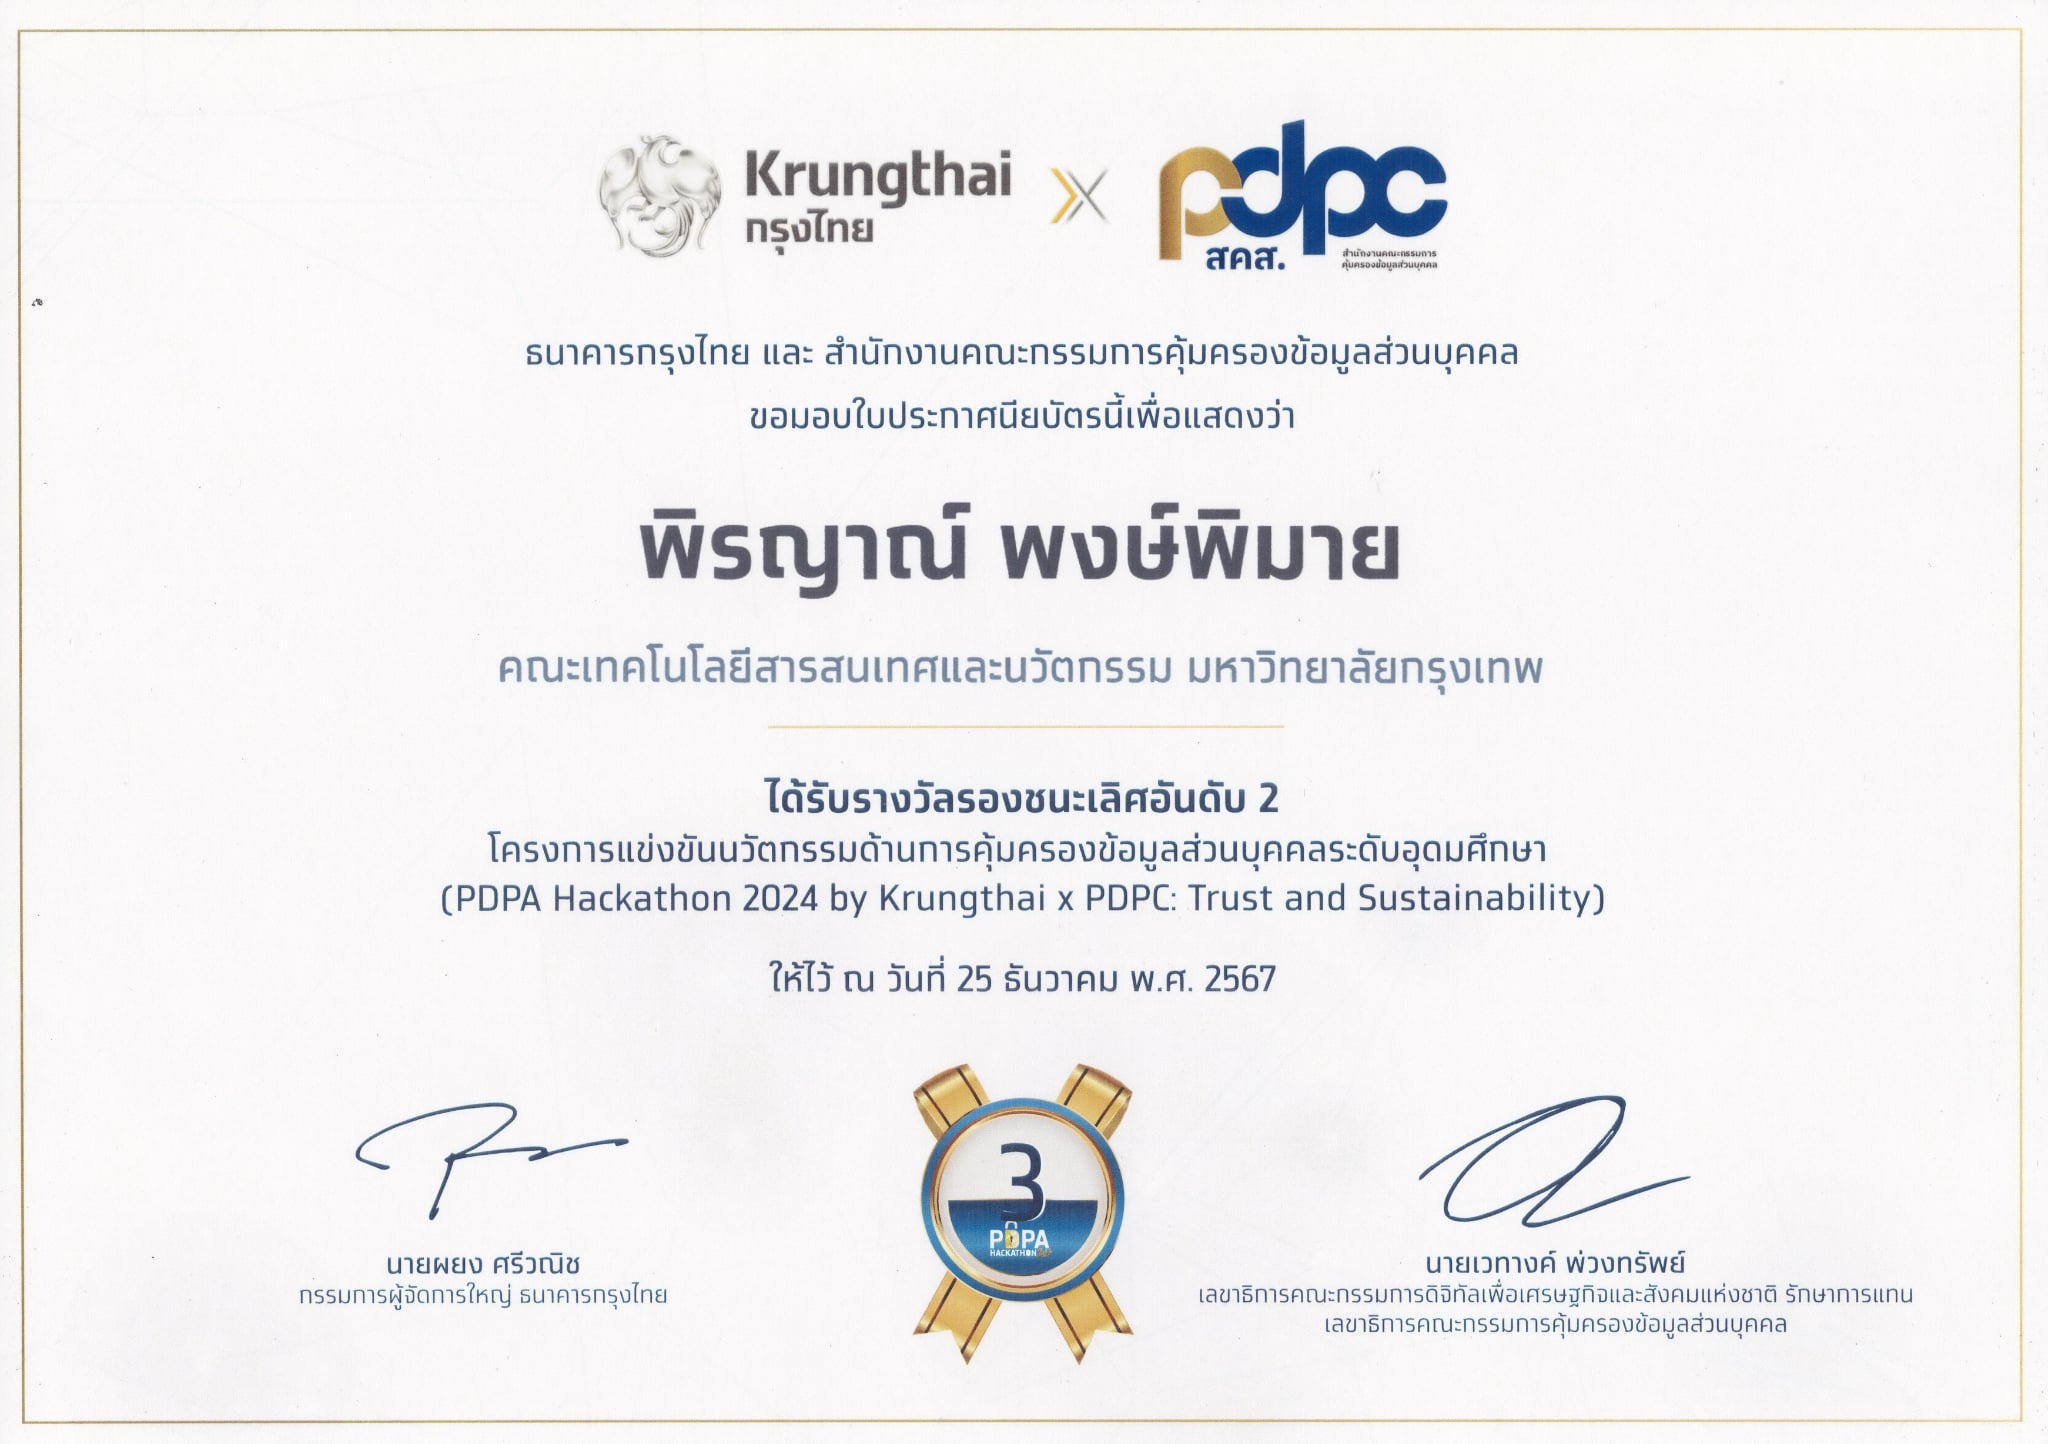 Krungthai
กรุงไทย
pdpc
สคส.
สำนักงานคณะกรรมการ
คุ้มครองข้อมูลส่วนบุคคล
ธนาคารกรุงไทย และ สำนักงานคณะกรรมการคุ้มครองข้อมูลส่วนบุคคล
ขอมอบใบประกาศนียบัตรนี้เพื่อแสดงว่า
พิรญาณ์ พงษ์พิมาย
คณะเทคโนโลยีสารสนเทศและนวัตกรรม มหาวิทยาลัยกรุงเทพ
ได้รับรางวัลรองชนะเลิศอันดับ 2
โครงการแข่งขันนวัตกรรมด้านการคุ้มครองข้อมูลส่วนบุคคลระดับอุดมศึกษา
(PDPA Hackathon 2024 by Krungthai x PDPC: Trust and Sustainability)
ให้ไว้ ณ วันที่ 25 ธันวาคม พ.ศ. 2567
3
PDPA
HACKATHON
นายผยง ศรีวณิช
กรรมการผู้จัดการใหญ่ ธนาคารกรุงไทย
นายเวทางค์ พ่วงทรัพย์
เลขาธิการคณะกรรมการดิจิทัลเพื่อเศรษฐกิจและสังคมแห่งชาติ รักษาการแทน
เลขาธิการคณะกรรมการคุ้มครองข้อมูลส่วนบุคคล